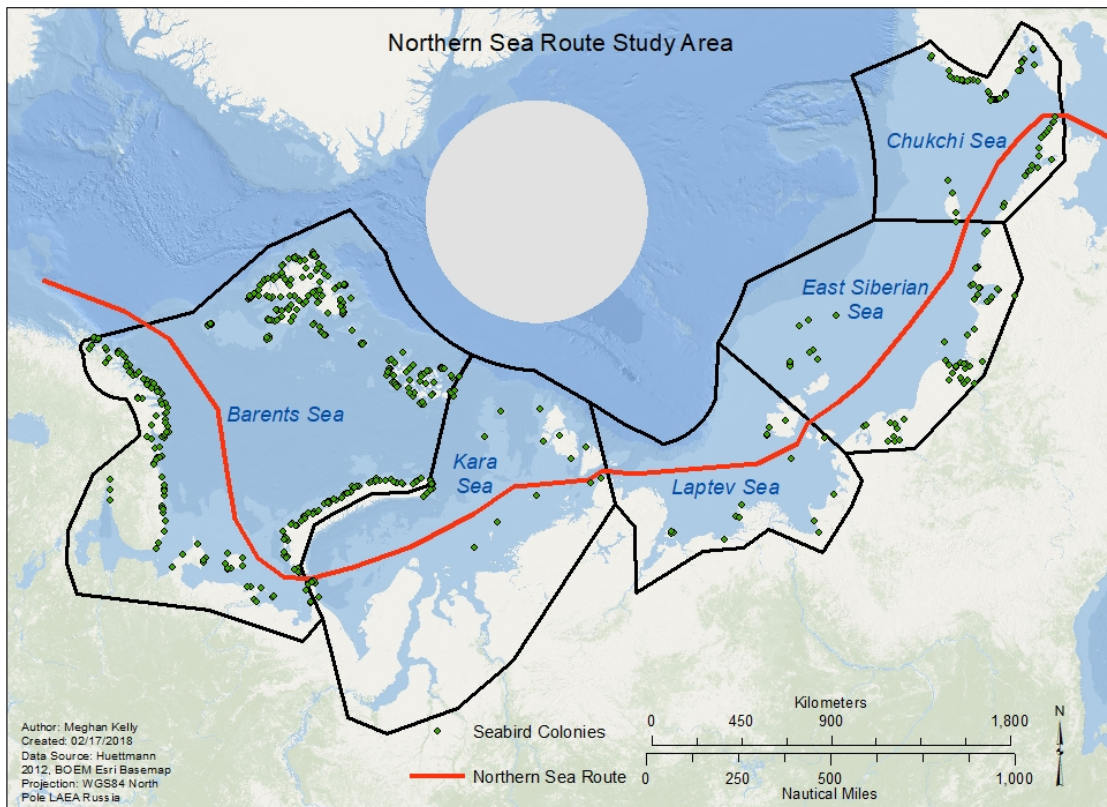 Northern Sea Route Study Area
Chukchi Sea
East Siberian
Sea
Barents Sea
Kara
Sea
Laptev Sea
Author: Meghan Kelly
Created: 02/17/2018
Data Source: Huettmann
2012, BOEM Esri Basemap
Projection: WGS84 North
Pole LAEA Russia
Seabird Colonies
Northern Sea Route
Kilometers
0 450 900 1,800
0 250 500 1,000
Nautical Miles
N